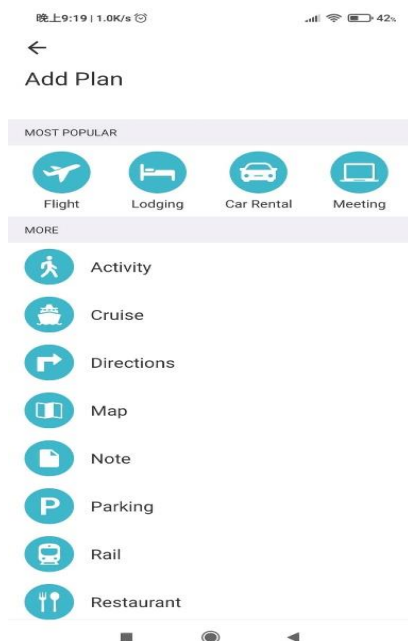 晚上9:19 | 1.0K/s
42%
Add Plan
MOST POPULAR
Flight Lodging Car Rental Meeting
MORE
Activity
Cruise
Directions
Map
Note
P Parking
Rail
Restaurant